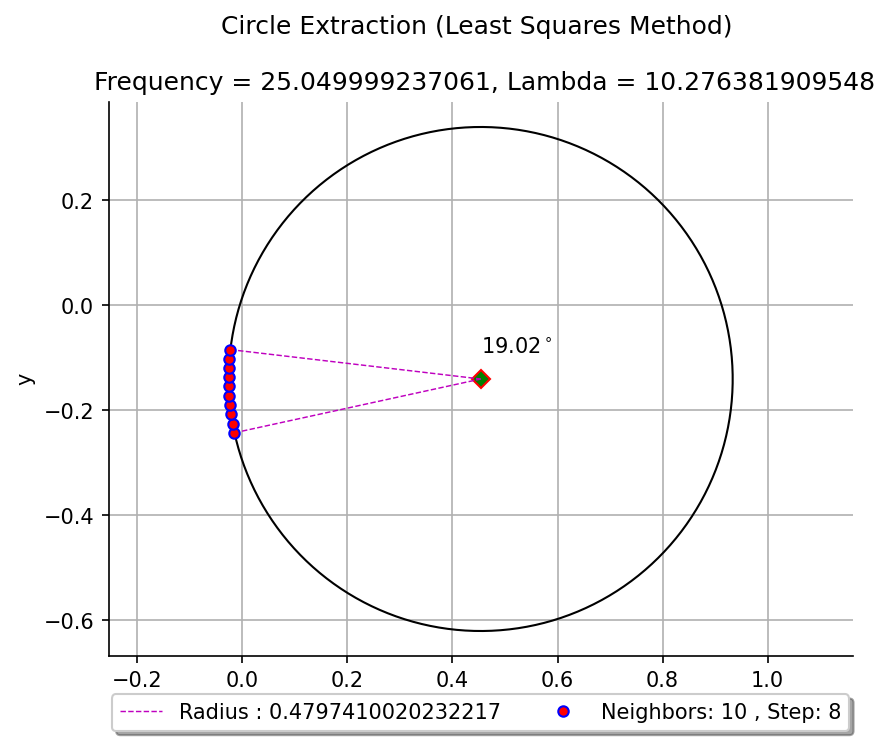 Circle Extraction (Least Squares Method)
Frequency = 25.049999237061, Lambda = 10.276381909548
0.2
0.0
−0.2
−0.4
−0.6
y
19.02°
−0.2 0.0 0.2 0.4 0.6 0.8 1.0
Radius : 0.4797410020232217 Neighbors: 10 , Step: 8